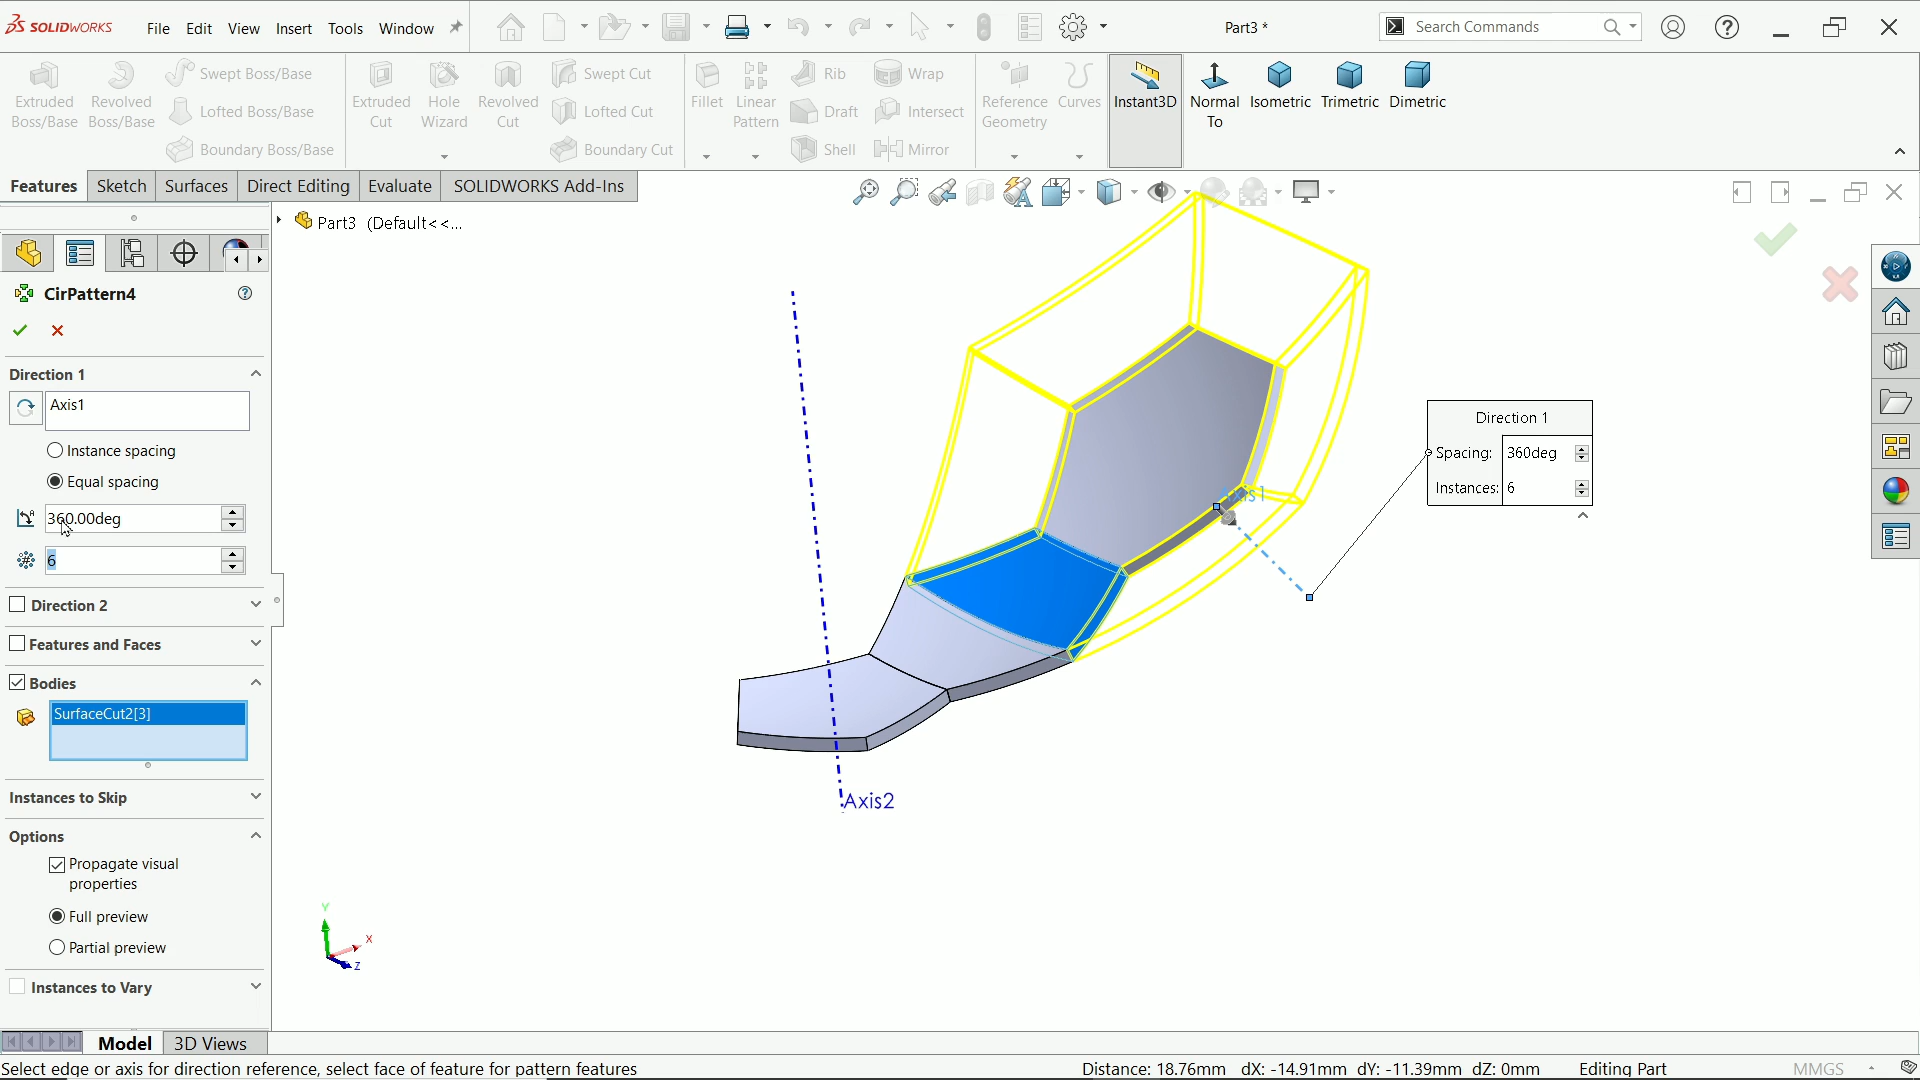 SOLIDWORKS
File Edit View Insert Tools Window
Part3 *
Search Commands
Extruded Boss/Base
Revolved Boss/Base
Swept Boss/Base
Lofted Boss/Base
Boundary Boss/Base
Extruded Cut
Hole Wizard
Revolved Cut
Swept Cut
Lofted Cut
Boundary Cut
Fillet
Linear Pattern
Rib
Draft
Shell
Wrap
Intersect
Mirror
Reference Geometry
Curves
Instant3D
Normal To
Isometric
Trimetric
Dimetric
Features Sketch Surfaces Direct Editing Evaluate SOLIDWORKS Add-Ins
Part3 (Default<<...
CirPattern4
Direction 1
Axis1
Instance spacing
Equal spacing
360.00deg
6
Direction 2
Features and Faces
Bodies
SurfaceCut2[3]
Instances to Skip
Options
Propagate visual
properties
Full preview
Partial preview
Instances to Vary
Direction 1
Spacing: 360deg
Instances: 6
Axis1
Axis2
Y
X
Z
Model 3D Views
Select edge or axis for direction reference, select face of feature for pattern features
Distance: 18.76mm dX: -14.91mm dY: -11.39mm dZ: 0mm Editing Part MMGS